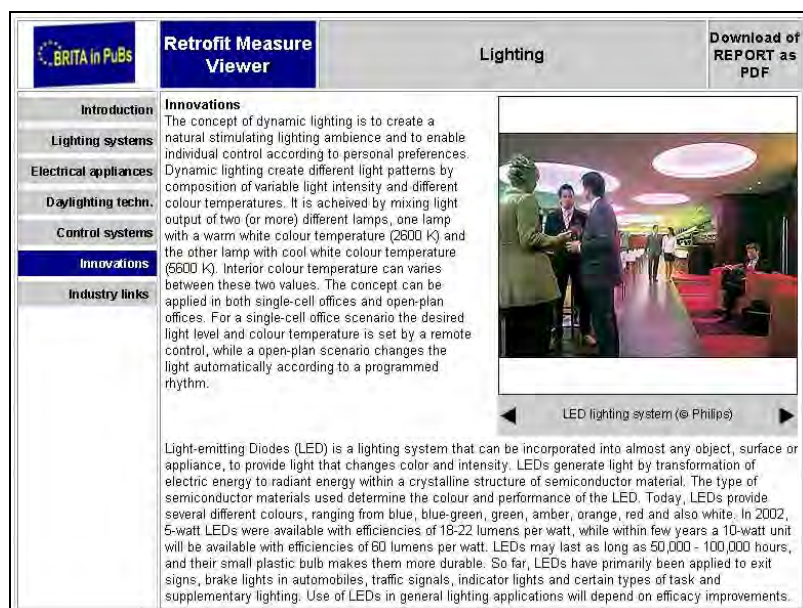 BRITA in PuBs
Retrofit Measure
Viewer
Lighting
Download of
REPORT as
PDF
Introduction
Lighting systems
Electrical appliances
Daylighting techn.
Control systems
Innovations
Industry links
Innovations
The concept of dynamic lighting is to create a
natural stimulating lighting ambience and to enable
individual control according to personal preferences.
Dynamic lighting create different light patterns by
composition of variable light intensity and different
colour temperatures. It is acheived by mixing light
output of two (or more) different lamps, one lamp
with a warm white colour temperature (2600 K) and
the other lamp with cool white colour temperature
(5600 K). Interior colour temperature can varies
between these two values. The concept can be
applied in both single-cell offices and open-plan
offices. For a single-cell office scenario the desired
light level and colour temperature is set by a remote
control, while a open-plan scenario changes the
light automatically according to a programmed
rhythm.
LED lighting system (© Philips)
Light-emitting Diodes (LED) is a lighting system that can be incorporated into almost any object, surface or
appliance, to provide light that changes color and intensity. LEDs generate light by transformation of
electric energy to radiant energy within a crystalline structure of semiconductor material. The type of
semiconductor materials used determine the colour and performance of the LED. Today, LEDs provide
several different colours, ranging from blue, blue-green, green, amber, orange, red and also white. In 2002,
5-watt LEDs were available with efficiencies of 18-22 lumens per watt, while within few years a 10-watt unit
will be available with efficiencies of 60 lumens per watt. LEDs may last as long as 50,000 - 100,000 hours,
and their small plastic bulb makes them more durable. So far, LEDs have primarily been applied to exit
signs, brake lights in automobiles, traffic signals, indicator lights and certain types of task and
supplementary lighting. Use of LEDs in general lighting applications will depend on efficacy improvements.